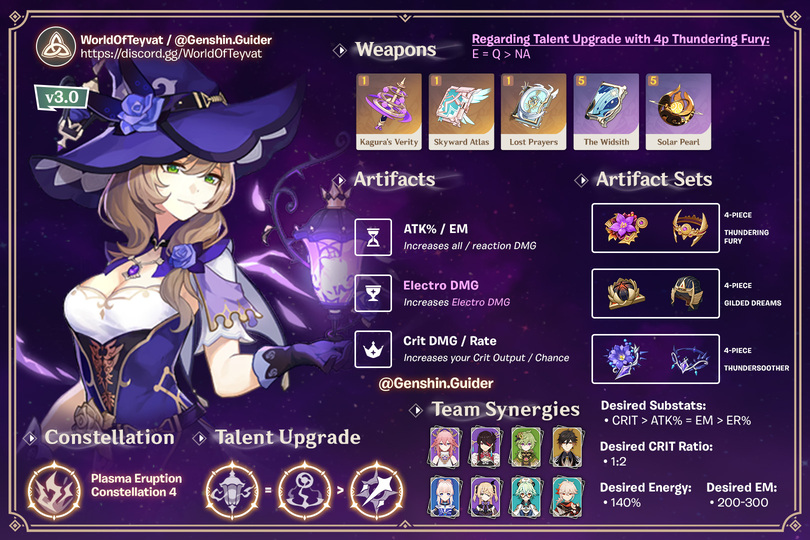 WorldOfTeyvat / @Genshin.Guider
https://discord.gg/WorldOfTeyvat
v3.0
Weapons
Regarding Talent Upgrade with 4p Thundering Fury:
E = Q > NA
1
1
1
5
5
Kagura's Verity
Skyward Atlas
Lost Prayers
The Widsith
Solar Pearl
Artifacts
ATK% / EM
Increases all / reaction DMG
Electro DMG
Increases Electro DMG
Crit DMG / Rate
Increases your Crit Output / Chance
@Genshin.Guider
Artifact Sets
4-PIECE
THUNDERING
FURY
4-PIECE
GILDED DREAMS
4-PIECE
THUNDERSOOTHER
Constellation
Plasma Eruption
Constellation 4
Talent Upgrade
= >
Team Synergies
Desired Substats:
• CRIT > ATK% = EM > ER%
Desired CRIT Ratio:
• 1:2
Desired Energy:
• 140%
Desired EM:
• 200-300